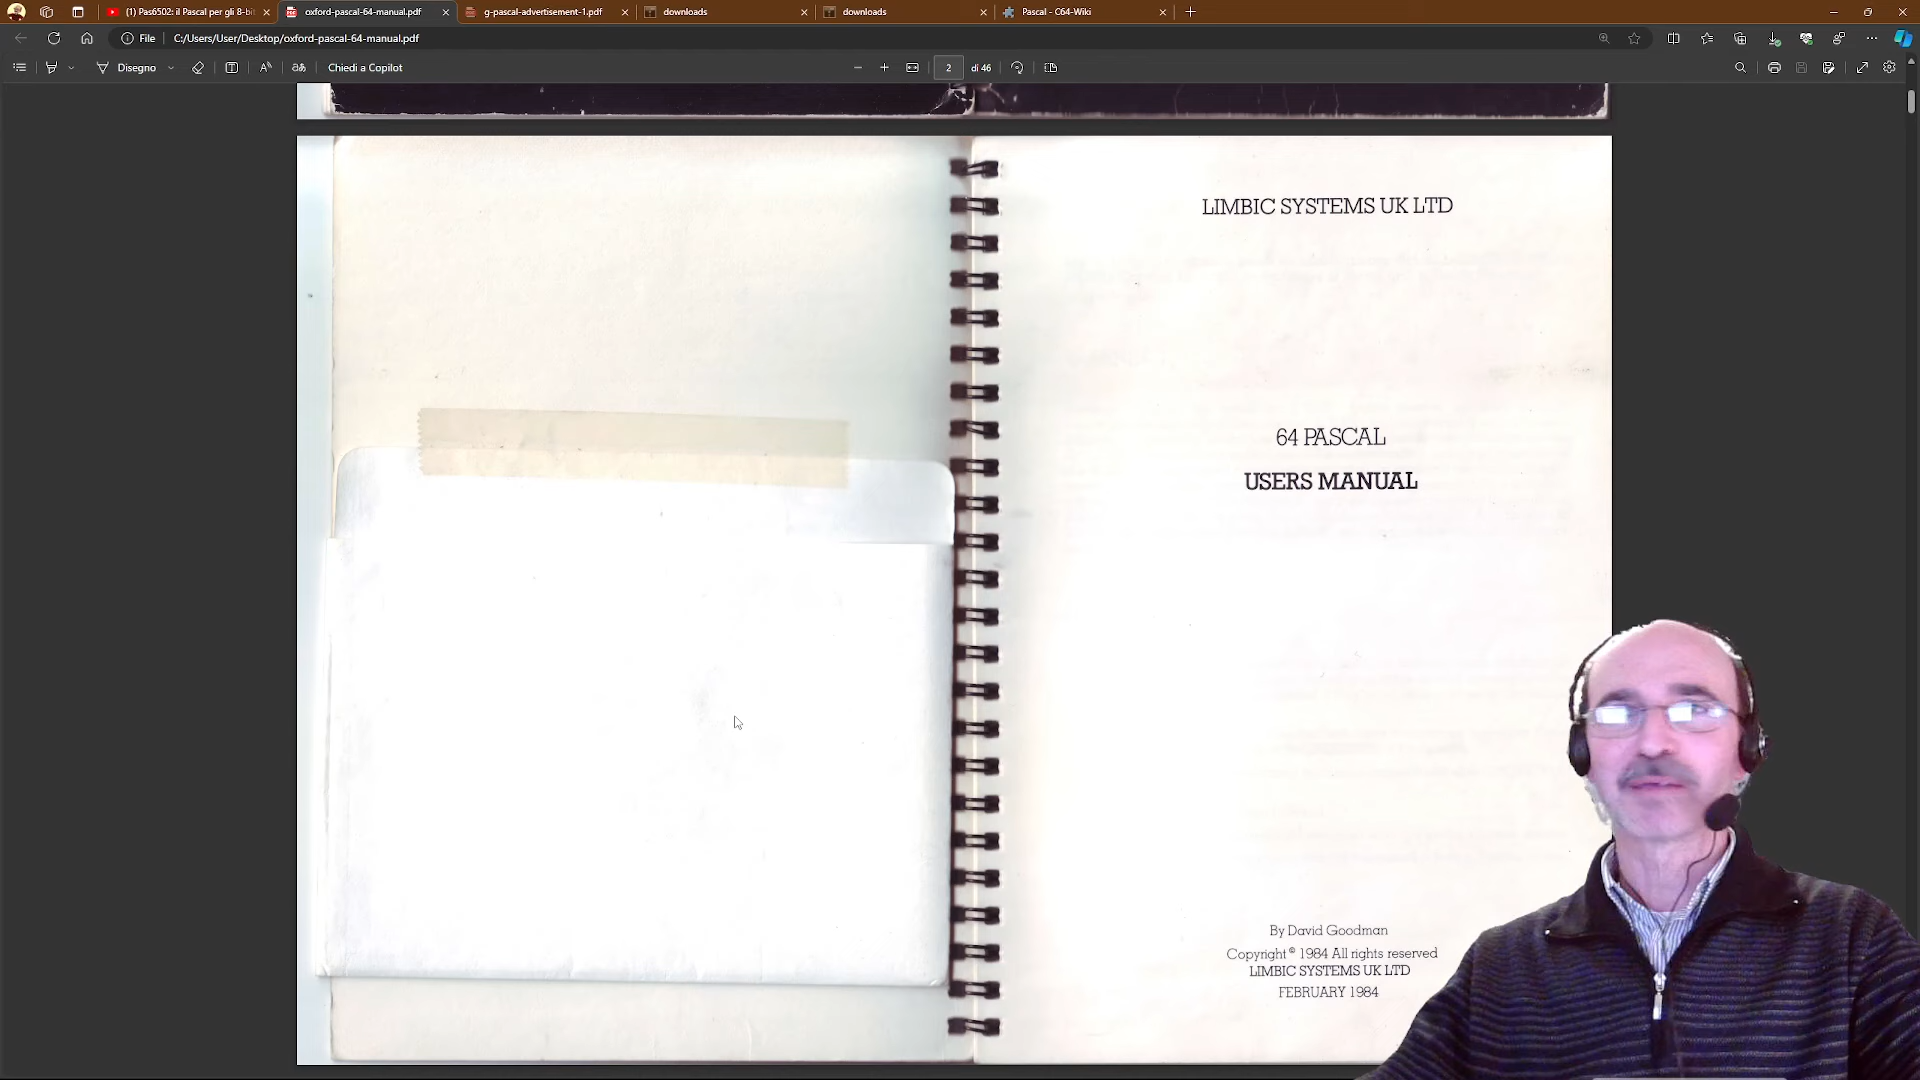 (1) Pas6502: il Pascal per gli 8-bi
oxford-pascal-64-manual.pdf
g-pascal-advertisement-1.pdf
downloads
downloads
Pascal - C64-Wiki
File
C:/Users/User/Desktop/oxford-pascal-64-manual.pdf
Disegno
Chiedi a Copilot
2
di 46
LIMBIC SYSTEMS UK LTD
64 PASCAL
USERS MANUAL
By David Goodman
Copyright © 1984 All rights reserved
LIMBIC SYSTEMS UK LTD
FEBRUARY 1984